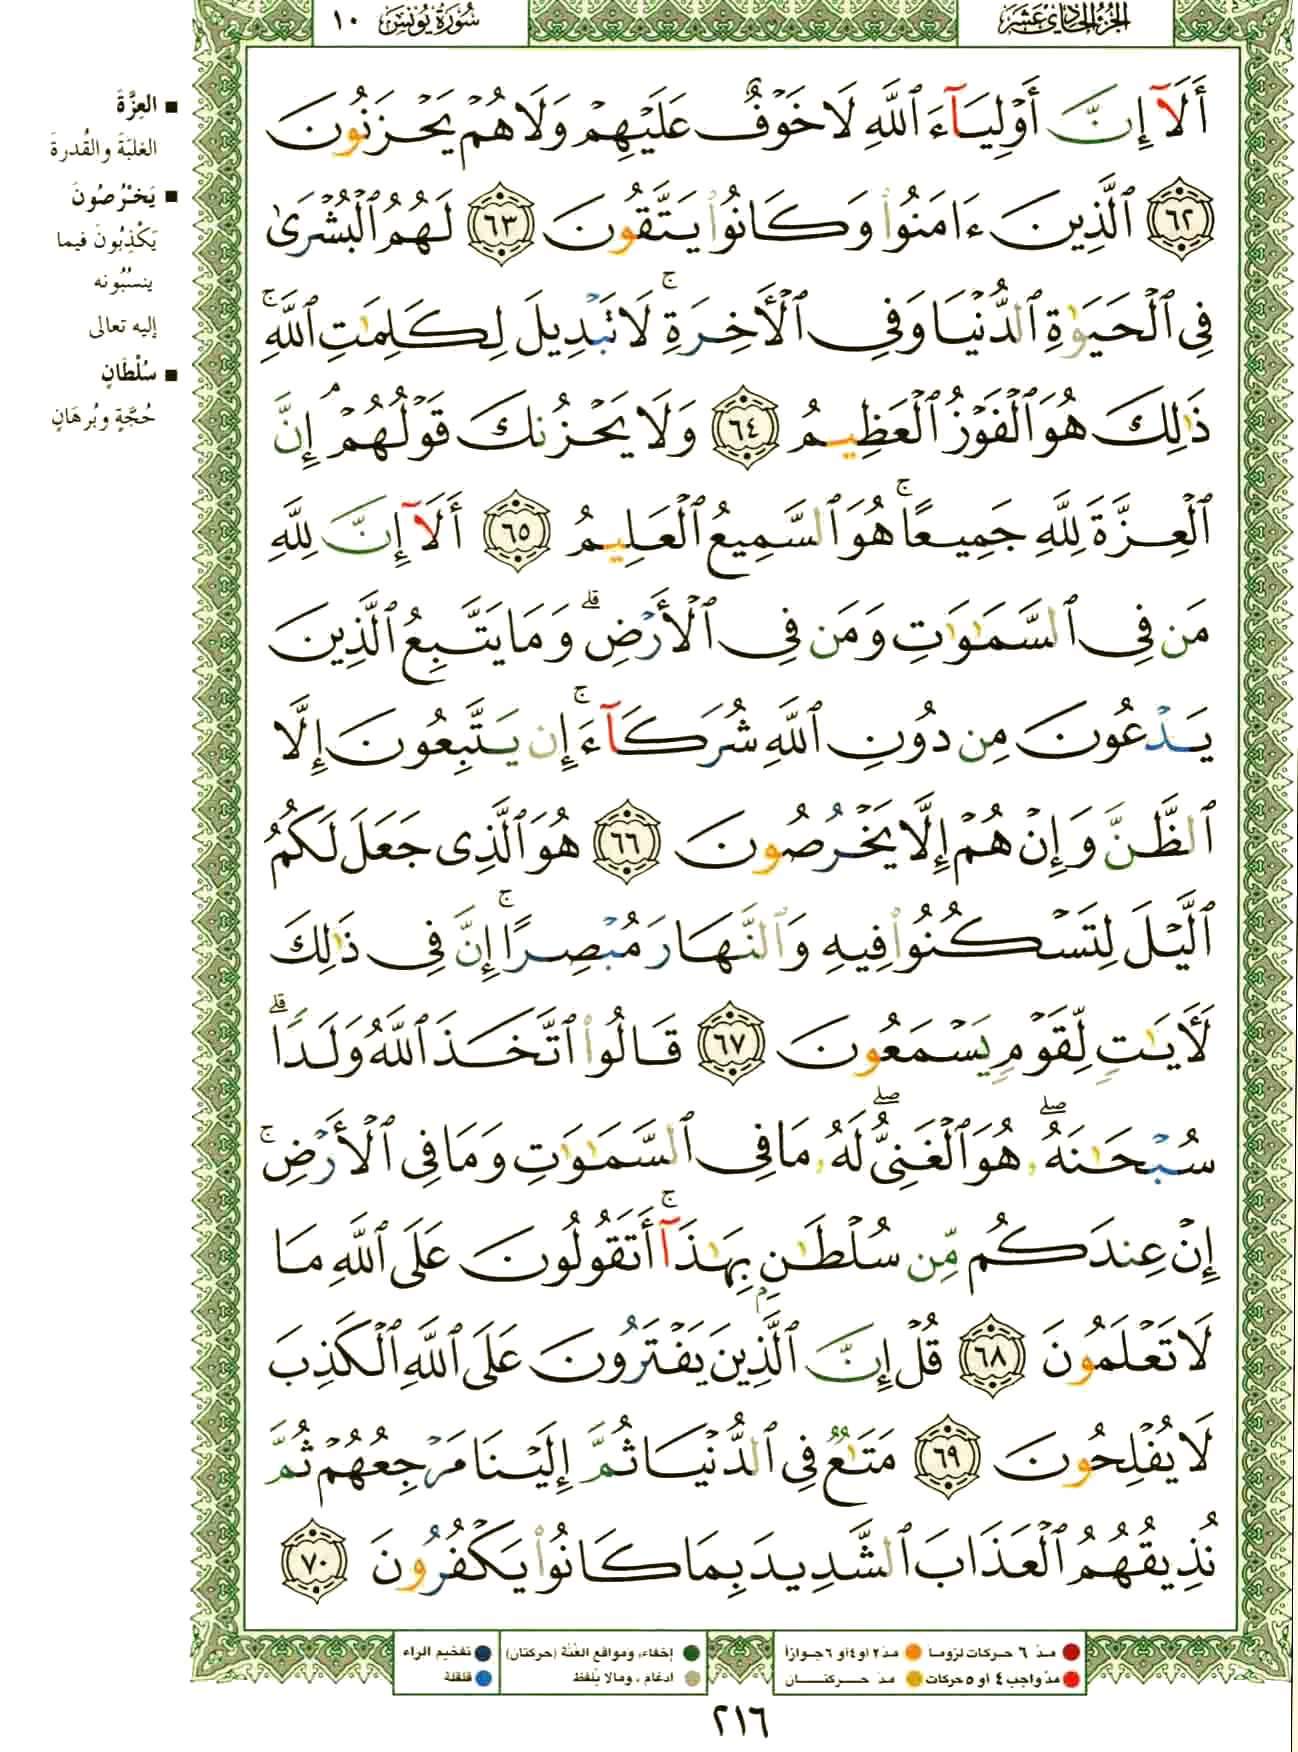 الجزء الحادي عشر
سُورَةُ يُونُسَ ١٠
أَلَآ إِنَّ أَوْلِيَآءَ ٱللَّهِ لَا خَوْفٌ عَلَيْهِمْ وَلَا هُمْ يَحْزَنُونَ
٦٢ ٱلَّذِينَ ءَامَنُوا۟ وَكَانُوا۟ يَتَّقُونَ ٦٣ لَهُمُ ٱلْبُشْرَىٰ
فِى ٱلْحَيَوٰةِ ٱلدُّنْيَا وَفِى ٱلْأَخِرَةِ ۚ لَا تَبْدِيلَ لِكَلِمَٰتِ ٱللَّهِ ۚ
ذَٰلِكَ هُوَ ٱلْفَوْزُ ٱلْعَظِيمُ ٦٤ وَلَا يَحْزُنكَ قَوْلُهُمْ ۘ إِنَّ
ٱلْعِزَّةَ لِلَّهِ جَمِيعًا ۚ هُوَ ٱلسَّمِيعُ ٱلْعَلِيمُ ٦٥ أَلَآ إِنَّ لِلَّهِ
مَن فِى ٱلسَّمَٰوَٰتِ وَمَن فِى ٱلْأَرْضِ ۗ وَمَا يَتَّبِعُ ٱلَّذِينَ
يَدْعُونَ مِن دُونِ ٱللَّهِ شُرَكَآءَ ۚ إِن يَتَّبِعُونَ إِلَّا
ٱلظَّنَّ وَإِنْ هُمْ إِلَّا يَخْرُصُونَ ٦٦ هُوَ ٱلَّذِى جَعَلَ لَكُمُ
ٱلَّيْلَ لِتَسْكُنُوا۟ فِيهِ وَٱلنَّهَارَ مُبْصِرًا ۚ إِنَّ فِى ذَٰلِكَ
لَأَيَٰتٍ لِّقَوْمٍ يَسْمَعُونَ ٦٧ قَالُوا۟ ٱتَّخَذَ ٱللَّهُ وَلَدًا ۗ
سُبْحَٰنَهُۥ ۖ هُوَ ٱلْغَنِىُّ ۖ لَهُۥ مَا فِى ٱلسَّمَٰوَٰتِ وَمَا فِى ٱلْأَرْضِ ۚ
إِنْ عِندَكُم مِّن سُلْطَٰنٍۭ بِهَٰذَآ ۚ أَتَقُولُونَ عَلَى ٱللَّهِ مَا
لَا تَعْلَمُونَ ٦٨ قُلْ إِنَّ ٱلَّذِينَ يَفْتَرُونَ عَلَى ٱللَّهِ ٱلْكَذِبَ
لَا يُفْلِحُونَ ٦٩ مَتَٰعٌ فِى ٱلدُّنْيَا ثُمَّ إِلَيْنَا مَرْجِعُهُمْ ثُمَّ
نُذِيقُهُمُ ٱلْعَذَابَ ٱلشَّدِيدَ بِمَا كَانُوا۟ يَكْفُرُونَ ٧٠
■ العِزَّةَ
الغلبَة والقُدرة
■ يَخْرُصُونَ
يَكْذِبُونَ فيما
ينسُبُونه
إليه تعالى
■ سُلْطَانٍ
حُجَّةٍ وبُرهَانٍ
مدّ ٦ حركات لزوماً
مدّ ٢ أو ٤ أو ٦ جوازاً
مدّ واجب ٤ أو ٥ حركات
مدّ حركتان
إخفاء، ومواقع الغُنَّة (حركتان)
ادغام، ومالا يُلفظ
تفخيم الراء
قلقلة
٢١٦